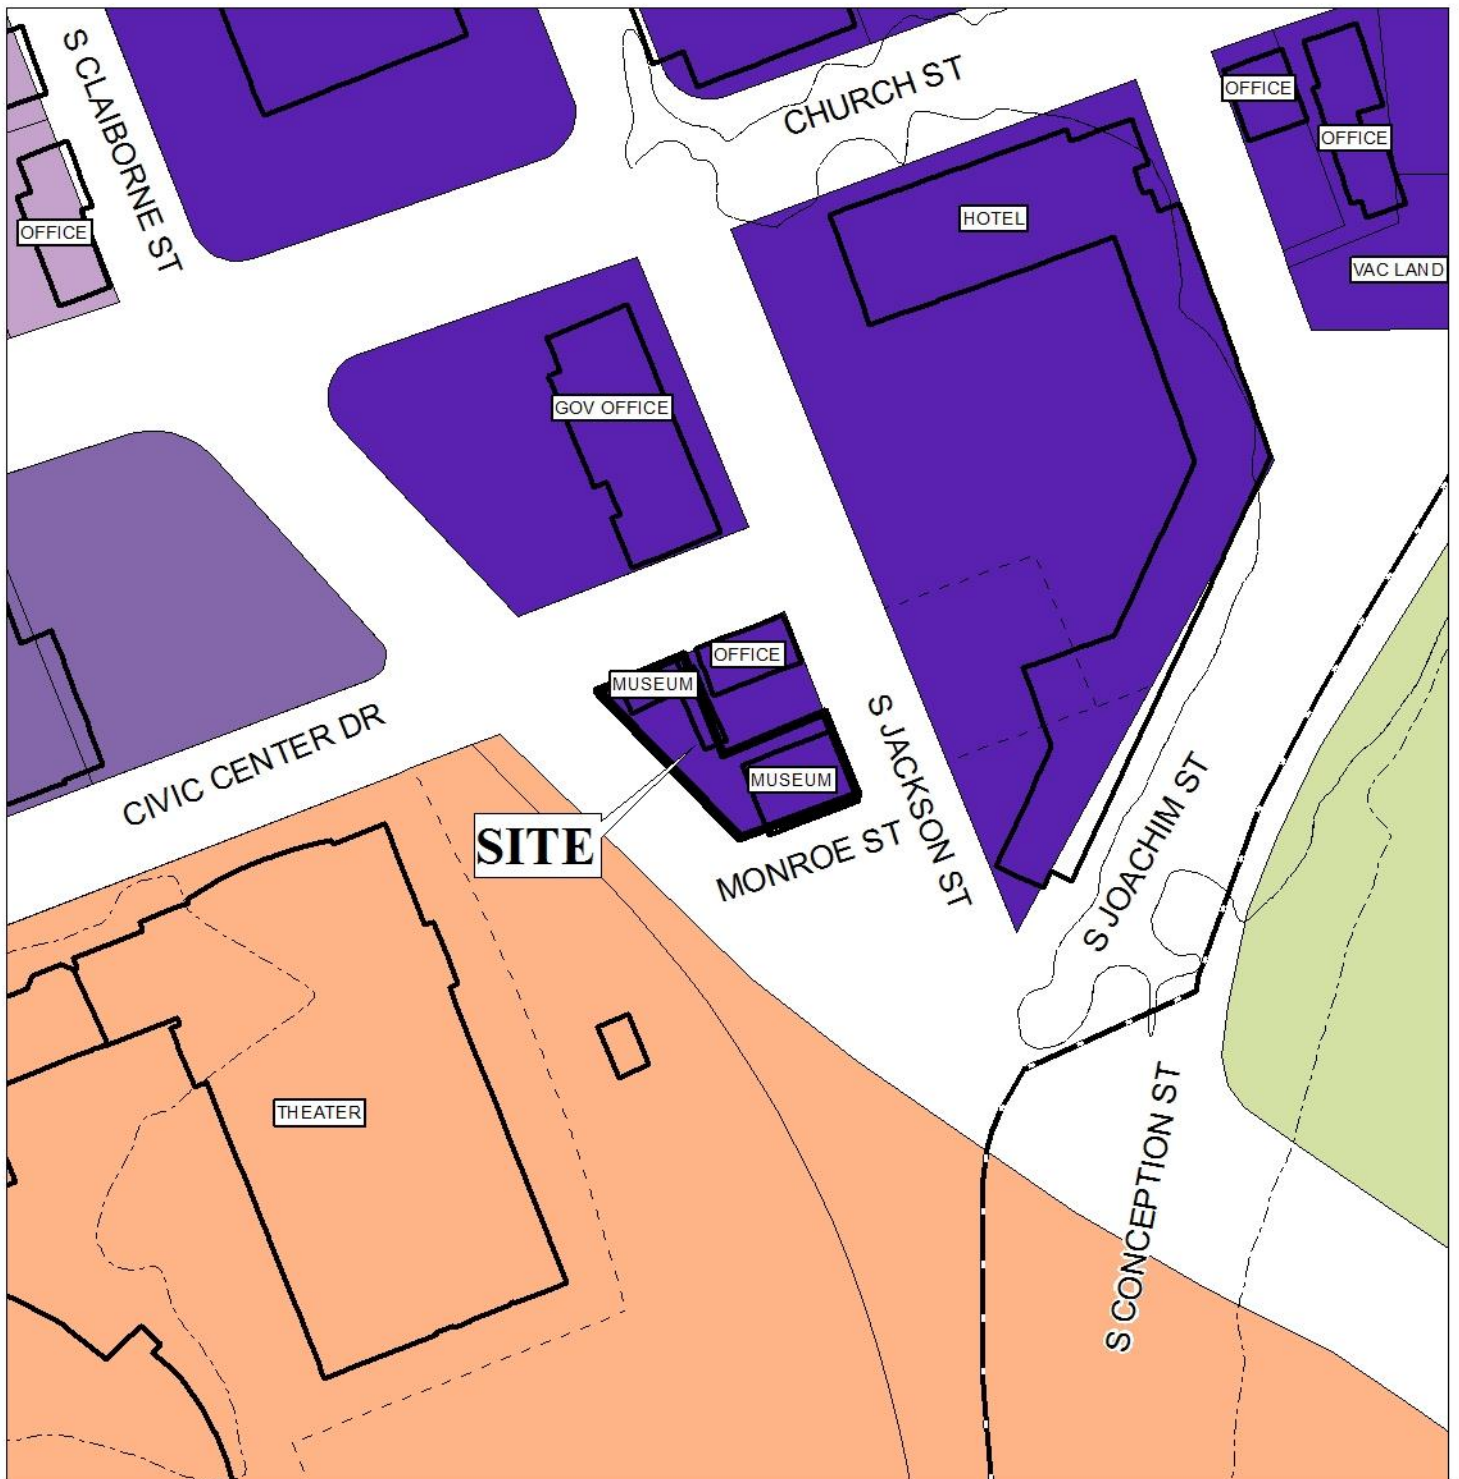 S CLAIBORNE ST
CHURCH ST
OFFICE
OFFICE
OFFICE
HOTEL
VAC LAND
GOV OFFICE
OFFICE
MUSEUM
MUSEUM
S JACKSON ST
CIVIC CENTER DR
SITE
MONROE ST
S JOACHIM ST
THEATER
S CONCEPTION ST